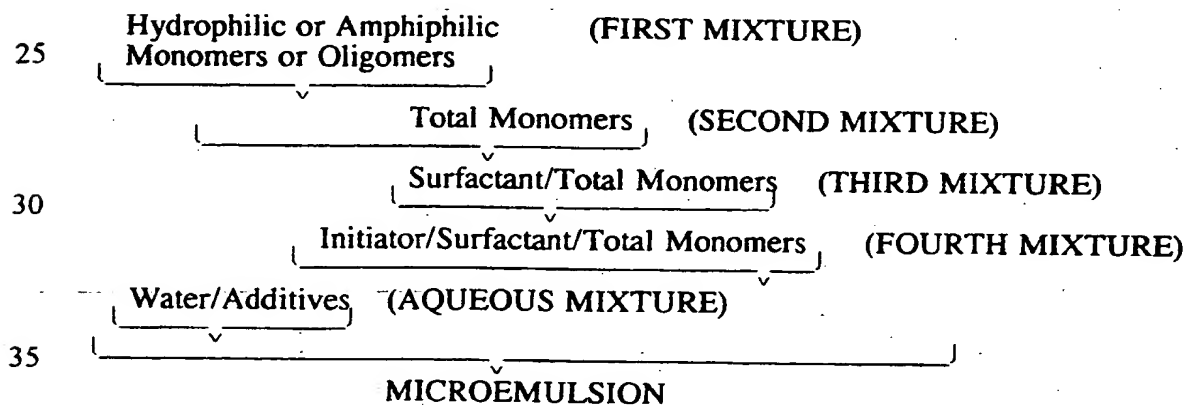 Hydrophilic or Amphiphilic (FIRST MIXTURE)
25 Monomers or Oligomers
Total Monomers (SECOND MIXTURE)
Surfactant/Total Monomers (THIRD MIXTURE)
30
Initiator/Surfactant/Total Monomers (FOURTH MIXTURE)
Water/Additives (AQUEOUS MIXTURE)
35
MICROEMULSION